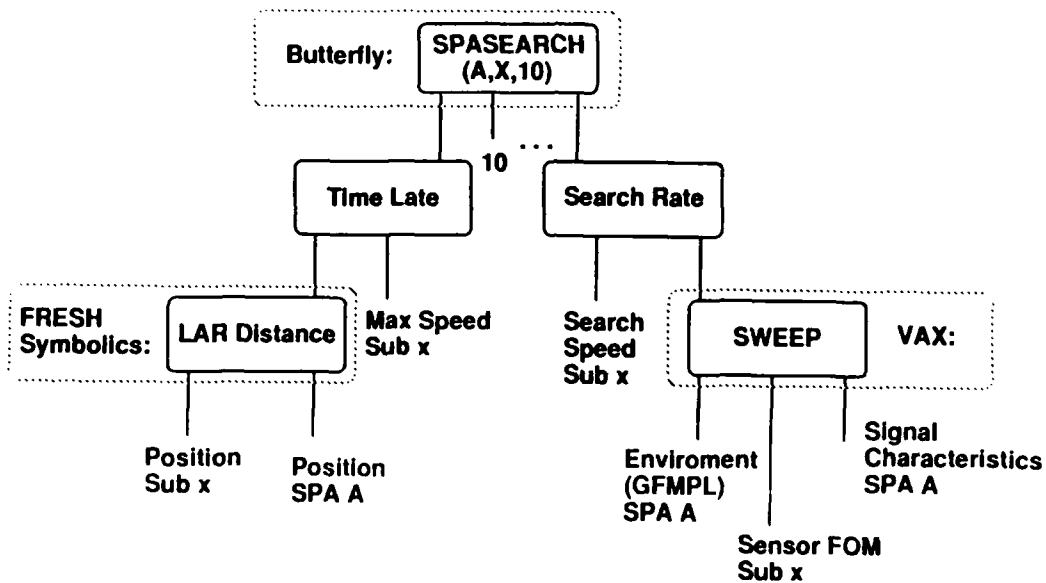 Butterfly:
SPASEARCH
(A,X,10)
10
...
Time Late
Search Rate
FRESH
Symbolics:
LAR Distance
Max Speed
Sub x
Search
Speed
Sub x
SWEEP
VAX:
Position
Sub x
Position
SPA A
Enviroment
(GFMPL)
SPA A
Signal
Characteristics
SPA A
Sensor FOM
Sub x